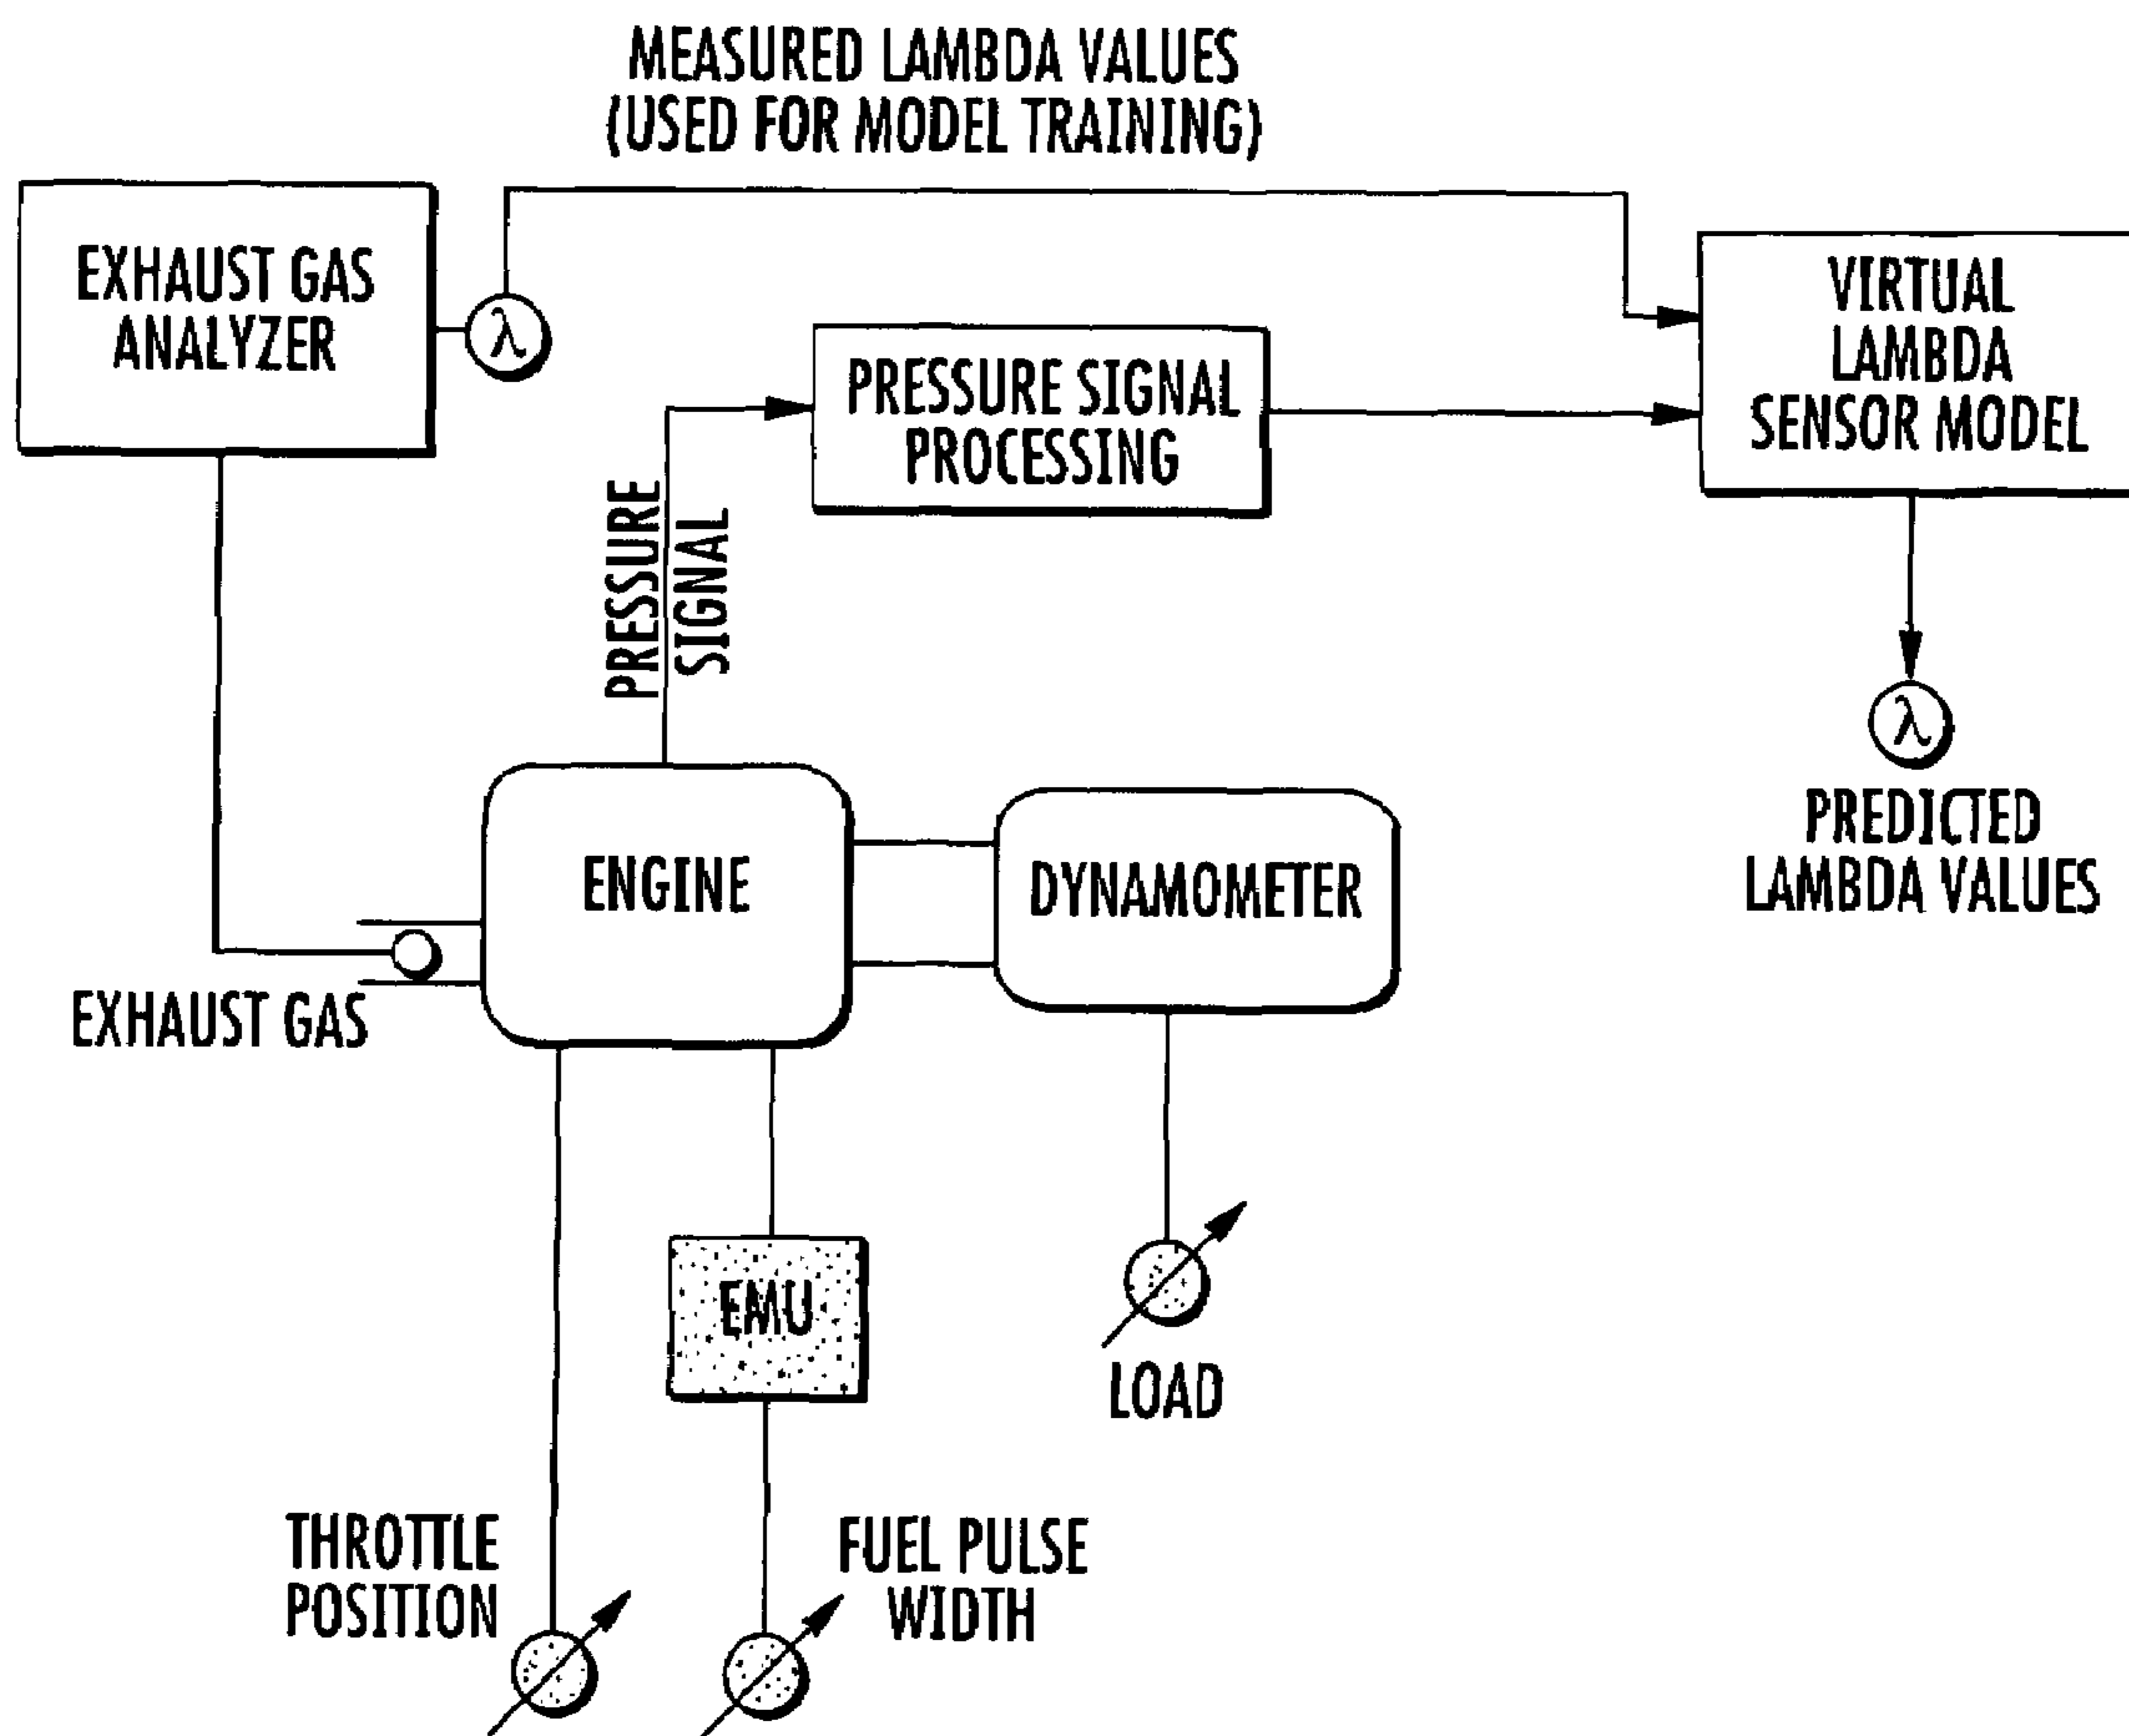 MEASURED LAMBDA VALUES
(USED FOR MODEL TRAINING)
EXHAUST GAS
ANALYZER
λ
PRESSURE SIGNAL
PROCESSING
VIRTUAL
LAMBDA
SENSOR MODEL
PRESSURE
SIGNAL
λ
PREDICTED
LAMBDA VALUES
ENGINE
DYNAMOMETER
EXHAUST GAS
EMU
LOAD
THROTTLE
POSITION
FUEL PULSE
WIDTH